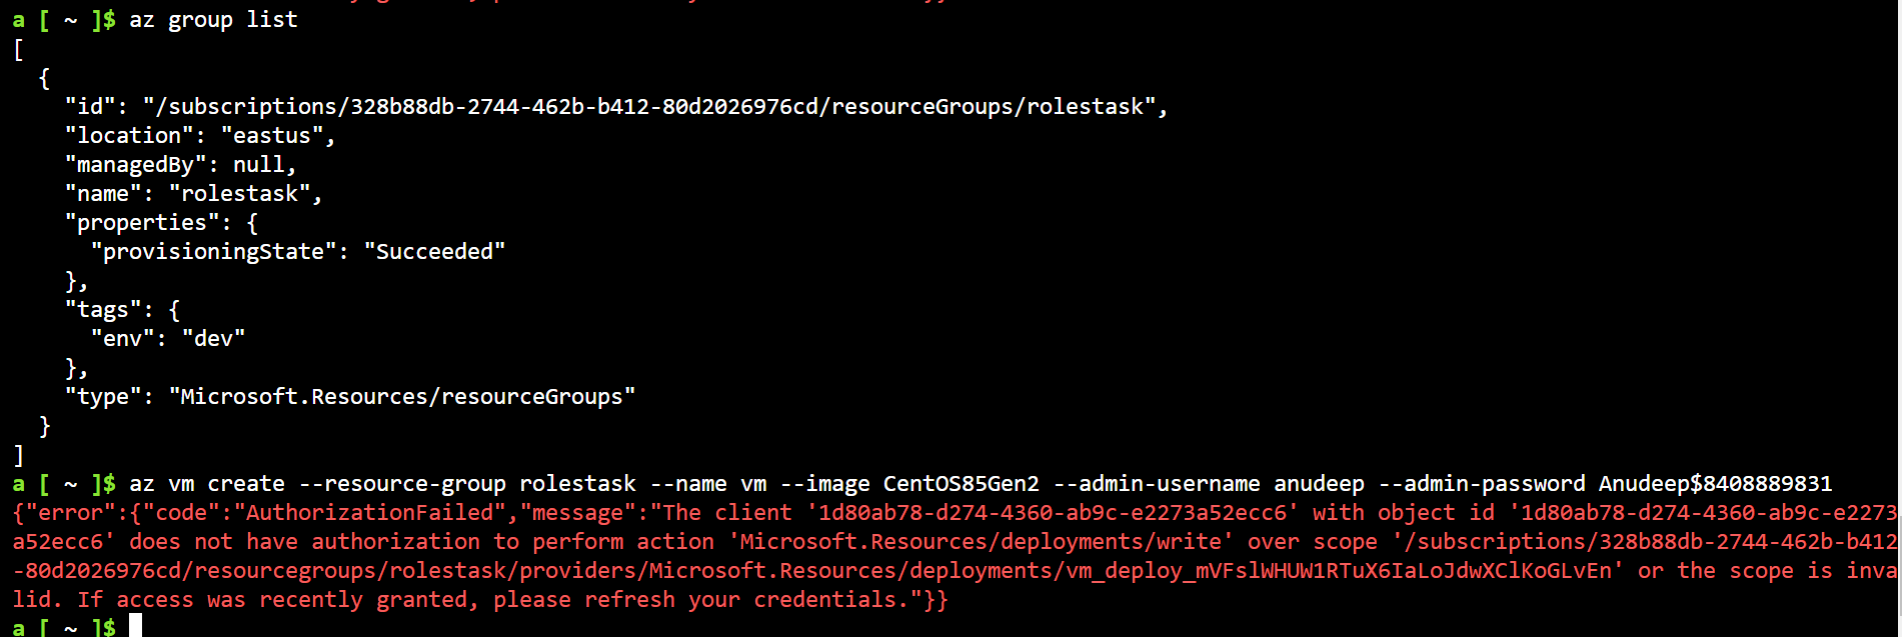 a [ ~ ]$ az group list
[
  {
    "id": "/subscriptions/328b88db-2744-462b-b412-80d2026976cd/resourceGroups/rolestask",
    "location": "eastus",
    "managedBy": null,
    "name": "rolestask",
    "properties": {
      "provisioningState": "Succeeded"
    },
    "tags": {
      "env": "dev"
    },
    "type": "Microsoft.Resources/resourceGroups"
  }
]
a [ ~ ]$ az vm create --resource-group rolestask --name vm --image CentOS85Gen2 --admin-username anudeep --admin-password Anudeep$8408889831
{"error":{"code":"AuthorizationFailed","message":"The client '1d80ab78-d274-4360-ab9c-e2273a52ecc6' with object id '1d80ab78-d274-4360-ab9c-e2273
a52ecc6' does not have authorization to perform action 'Microsoft.Resources/deployments/write' over scope '/subscriptions/328b88db-2744-462b-b412
-80d2026976cd/resourcegroups/rolestask/providers/Microsoft.Resources/deployments/vm_deploy_mVFslWHUW1RTuX6IaLoJdwXClKoGLvEn' or the scope is inva
lid. If access was recently granted, please refresh your credentials."}}
a [ ~ ]$